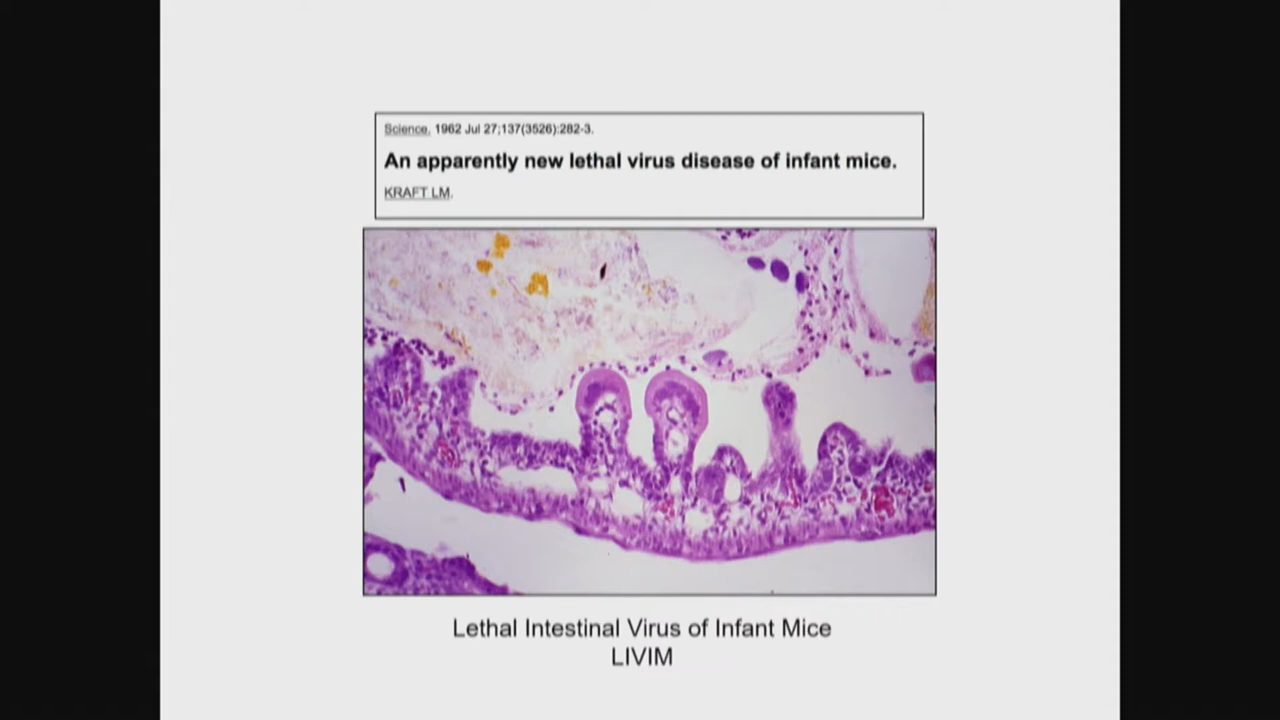 Science. 1962 Jul 27;137(3526):282-3.
An apparently new lethal virus disease of infant mice.
KRAFT LM.
Lethal Intestinal Virus of Infant Mice
LIVIM